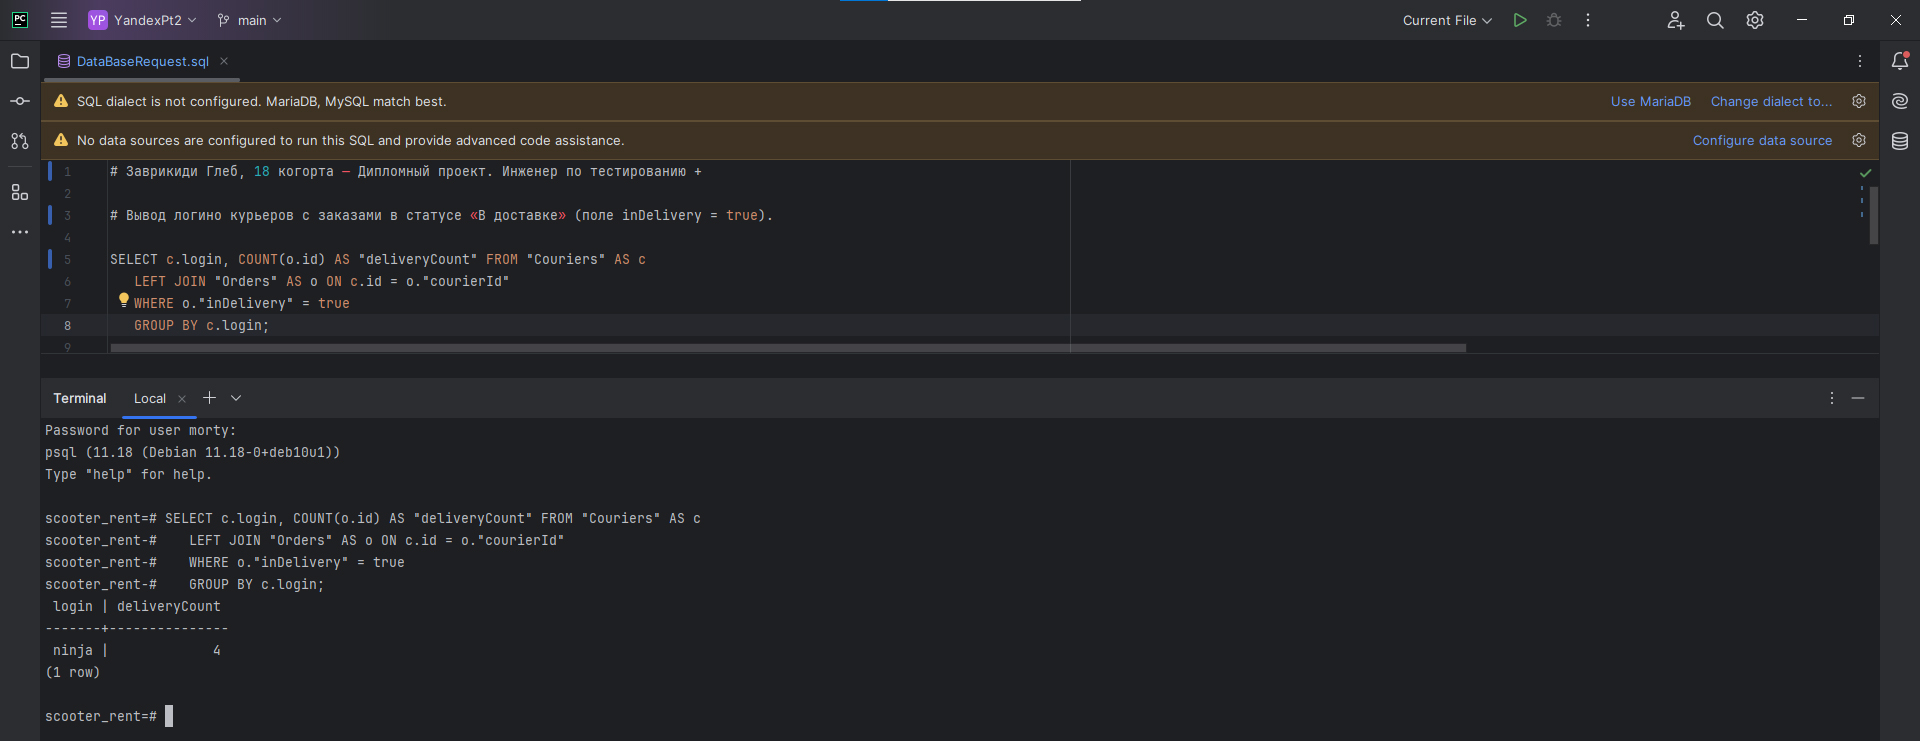 PC YP YandexPt2 main Current File
DataBaseRequest.sql
SQL dialect is not configured. MariaDB, MySQL match best. Use MariaDB Change dialect to...
No data sources are configured to run this SQL and provide advanced code assistance. Configure data source
1 # Заврикиди Глеб, 18 когорта — Дипломный проект. Инженер по тестированию +
2
3 # Вывод логино курьеров с заказами в статусе «В доставке» (поле inDelivery = true).
4
5 SELECT c.login, COUNT(o.id) AS "deliveryCount" FROM "Couriers" AS c
6 LEFT JOIN "Orders" AS o ON c.id = o."courierId"
7 WHERE o."inDelivery" = true
8 GROUP BY c.login;
9
Terminal Local
Password for user morty:
psql (11.18 (Debian 11.18-0+deb10u1))
Type "help" for help.
scooter_rent=# SELECT c.login, COUNT(o.id) AS "deliveryCount" FROM "Couriers" AS c
scooter_rent-# LEFT JOIN "Orders" AS o ON c.id = o."courierId"
scooter_rent-# WHERE o."inDelivery" = true
scooter_rent-# GROUP BY c.login;
login | deliveryCount
-------+---------------
ninja | 4
(1 row)
scooter_rent=#